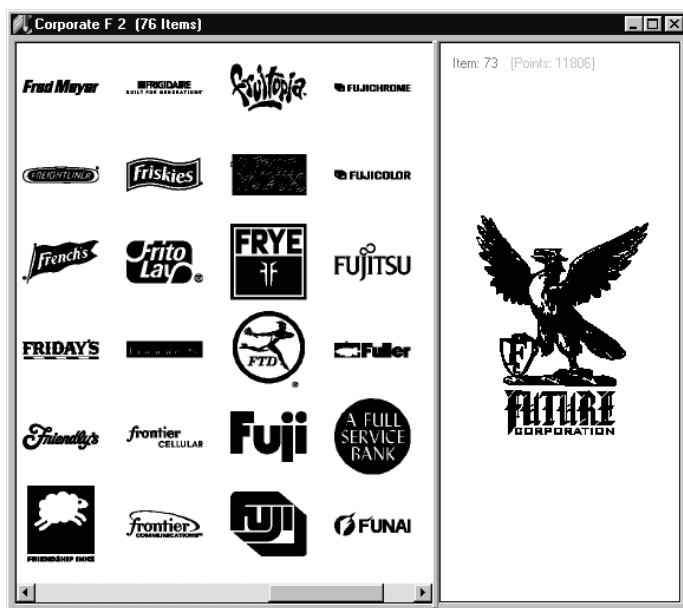 Corporate F 2 (76 Items)
Item: 73 [Points: 11806]
Fred Meyer
FRIGIDAIRE
BUILT FOR GENERATIONS
Fruitopia
FUJICHROME
FREIGHTLINER
Friskies
FUJICOLOR
French's
Frito
Lay
FRYE
FUJITSU
FRIDAY'S
FTD
Fuller
Friendly's
frontier
CELLULAR
Fuji
A FULL
SERVICE
BANK
FRIENDSHIP INKS
frontier
COMMUNICATIONS
FUJI
FUNAI
F
FUTURE
CORPORATION